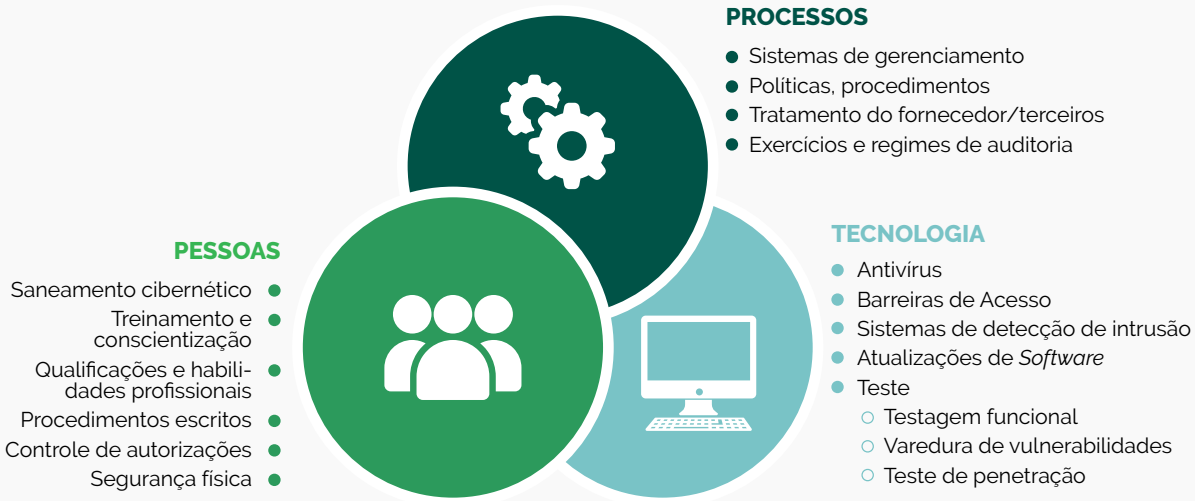 PROCESSOS
Sistemas de gerenciamento
Políticas, procedimentos
Tratamento do fornecedor/terceiros
Exercícios e regimes de auditoria
PESSOAS
Saneamento cibernético
Treinamento e
conscientização
Qualificações e habili-
dades profissionais
Procedimentos escritos
Controle de autorizações
Segurança física
TECNOLOGIA
Antivírus
Barreiras de Acesso
Sistemas de detecção de intrusão
Atualizações de Software
Teste
Testagem funcional
Varedura de vulnerabilidades
Teste de penetração